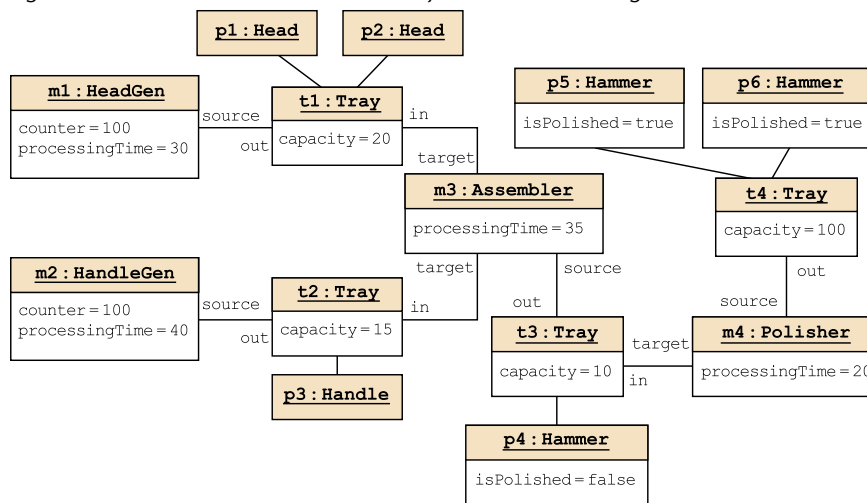 p1:Head
p2:Head
m1:HeadGen
counter=100
processingTime=30
source
out
t1:Tray
capacity=20
in
target
p5:Hammer
isPolished=true
p6:Hammer
isPolished=true
m3:Assembler
processingTime=35
t4:Tray
capacity=100
m2:HandleGen
counter=100
processingTime=40
source
out
t2:Tray
capacity=15
target
in
source
out
out
source
t3:Tray
capacity=10
target
in
m4:Polisher
processingTime=20
p3:Handle
p4:Hammer
isPolished=false